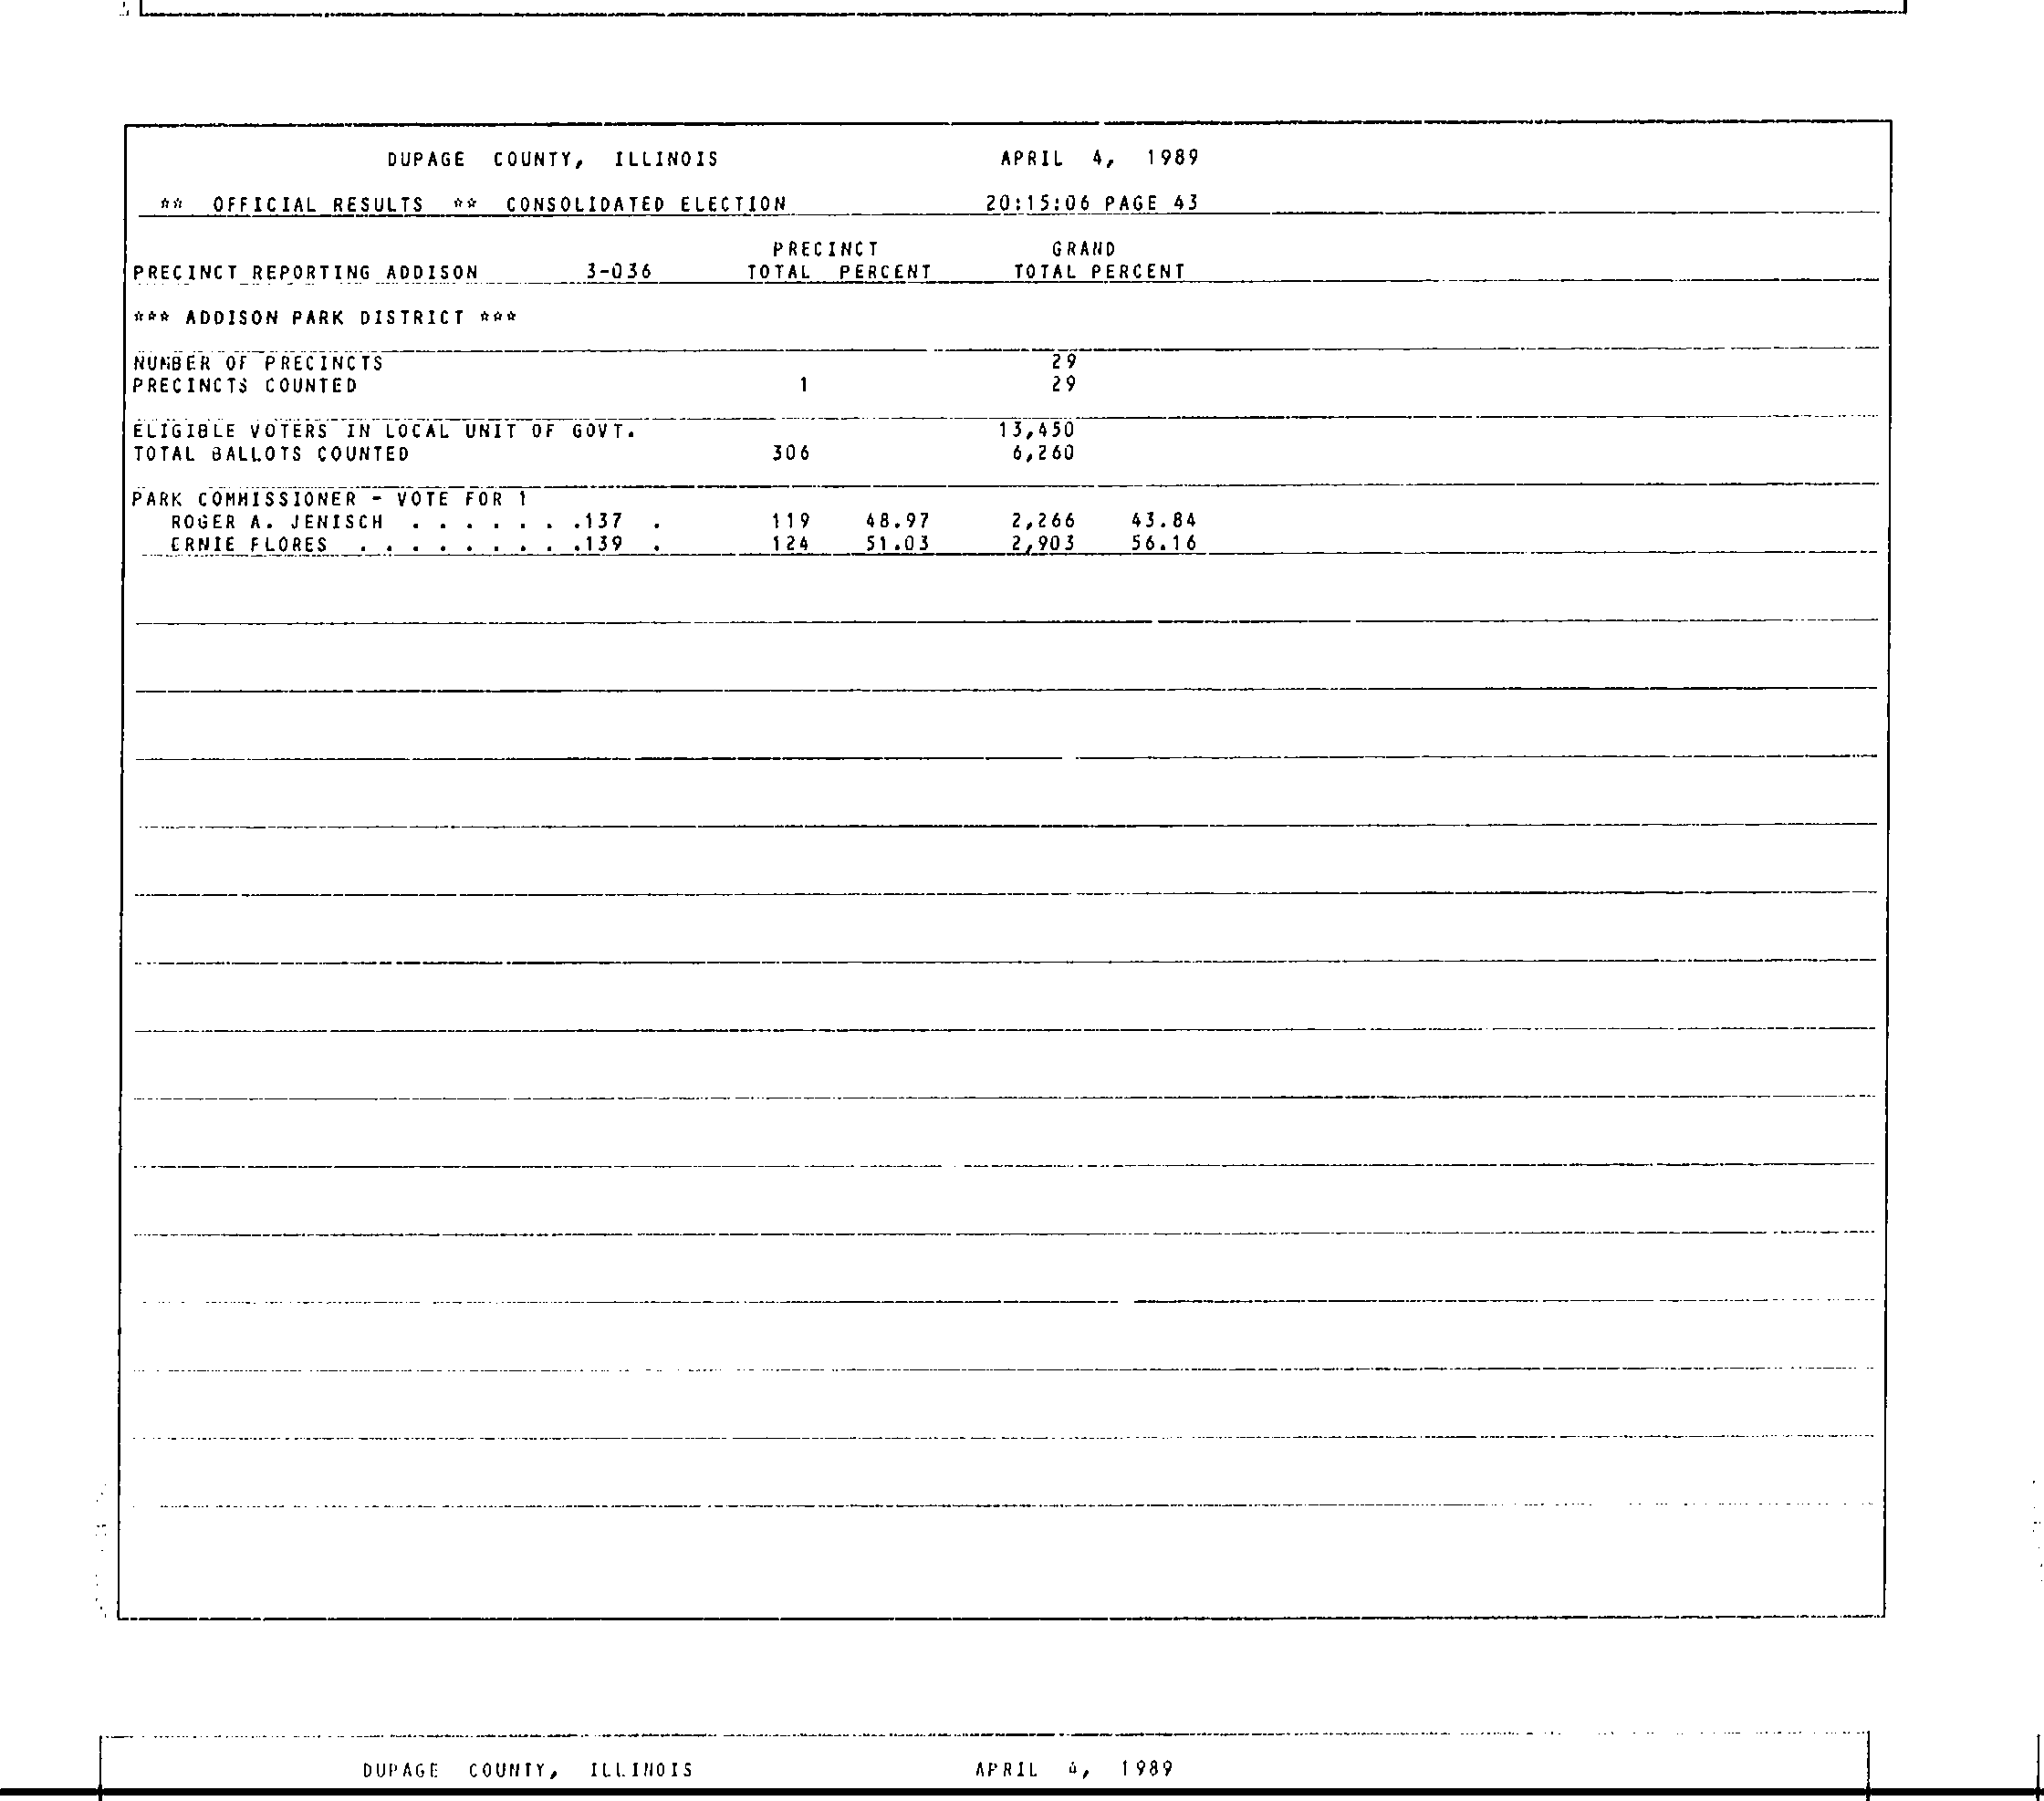 DUPAGE COUNTY, ILLINOIS APRIL 4, 1989
** OFFICIAL RESULTS ** CONSOLIDATED ELECTION 20:15:06 PAGE 43
PRECINCT GRAND
PRECINCT REPORTING ADDISON 3-036 TOTAL PERCENT TOTAL PERCENT
*** ADDISON PARK DISTRICT ***
NUMBER OF PRECINCTS 29
PRECINCTS COUNTED 1 29
ELIGIBLE VOTERS IN LOCAL UNIT OF GOVT. 13,450
TOTAL BALLOTS COUNTED 306 6,260
PARK COMMISSIONER - VOTE FOR 1
ROGER A. JENISCH . . . . . . .137 . 119 48.97 2,266 43.84
ERNIE FLORES . . . . . . . . .139 . 124 51.03 2,903 56.16
DUPAGE COUNTY, ILLINOIS APRIL 4, 1989